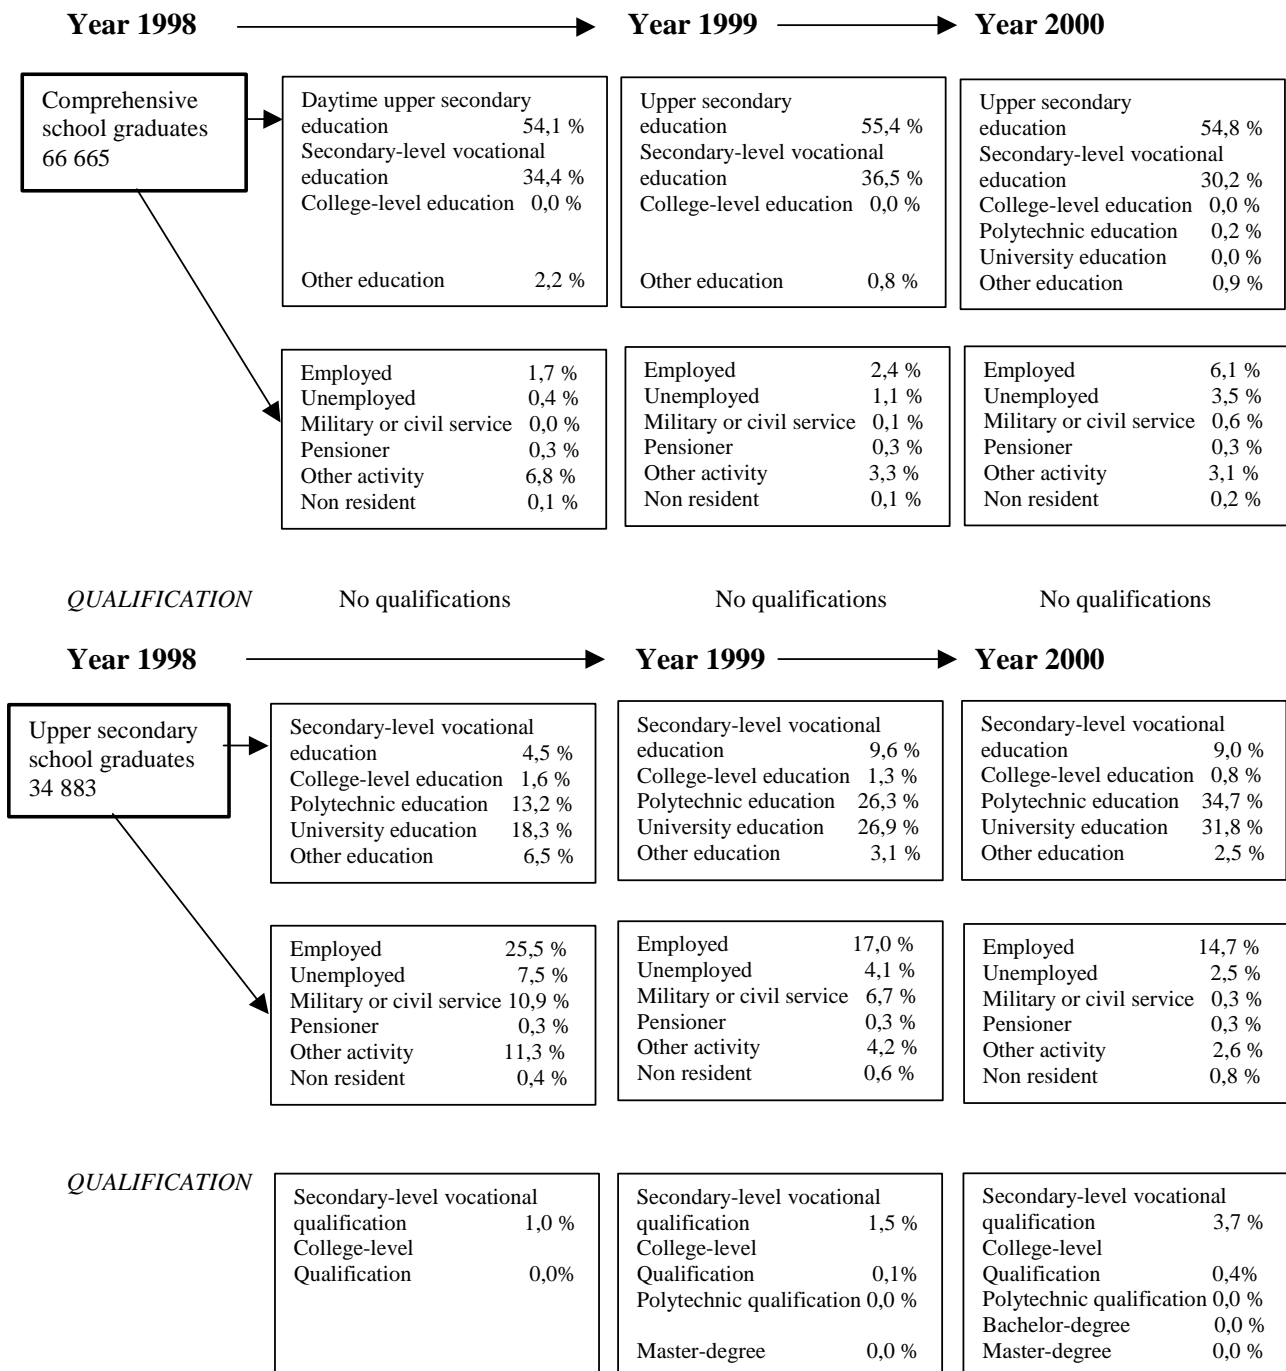 Year 1998 Year 1999 Year 2000
Comprehensive
school graduates
66 665
Daytime upper secondary
education 54,1 %
Secondary-level vocational
education 34,4 %
College-level education 0,0 %
Other education 2,2 %
Upper secondary
education 55,4 %
Secondary-level vocational
education 36,5 %
College-level education 0,0 %
Other education 0,8 %
Upper secondary
education 54,8 %
Secondary-level vocational
education 30,2 %
College-level education 0,0 %
Polytechnic education 0,2 %
University education 0,0 %
Other education 0,9 %
Employed 1,7 %
Unemployed 0,4 %
Military or civil service 0,0 %
Pensioner 0,3 %
Other activity 6,8 %
Non resident 0,1 %
Employed 2,4 %
Unemployed 1,1 %
Military or civil service 0,1 %
Pensioner 0,3 %
Other activity 3,3 %
Non resident 0,1 %
Employed 6,1 %
Unemployed 3,5 %
Military or civil service 0,6 %
Pensioner 0,3 %
Other activity 3,1 %
Non resident 0,2 %
QUALIFICATION No qualifications No qualifications No qualifications
Year 1998 Year 1999 Year 2000
Upper secondary
school graduates
34 883
Secondary-level vocational
education 4,5 %
College-level education 1,6 %
Polytechnic education 13,2 %
University education 18,3 %
Other education 6,5 %
Secondary-level vocational
education 9,6 %
College-level education 1,3 %
Polytechnic education 26,3 %
University education 26,9 %
Other education 3,1 %
Secondary-level vocational
education 9,0 %
College-level education 0,8 %
Polytechnic education 34,7 %
University education 31,8 %
Other education 2,5 %
Employed 25,5 %
Unemployed 7,5 %
Military or civil service 10,9 %
Pensioner 0,3 %
Other activity 11,3 %
Non resident 0,4 %
Employed 17,0 %
Unemployed 4,1 %
Military or civil service 6,7 %
Pensioner 0,3 %
Other activity 4,2 %
Non resident 0,6 %
Employed 14,7 %
Unemployed 2,5 %
Military or civil service 0,3 %
Pensioner 0,3 %
Other activity 2,6 %
Non resident 0,8 %
QUALIFICATION
Secondary-level vocational
qualification 1,0 %
College-level
Qualification 0,0%
Secondary-level vocational
qualification 1,5 %
College-level
Qualification 0,1%
Polytechnic qualification 0,0 %
Master-degree 0,0 %
Secondary-level vocational
qualification 3,7 %
College-level
Qualification 0,4%
Polytechnic qualification 0,0 %
Bachelor-degree 0,0 %
Master-degree 0,0 %